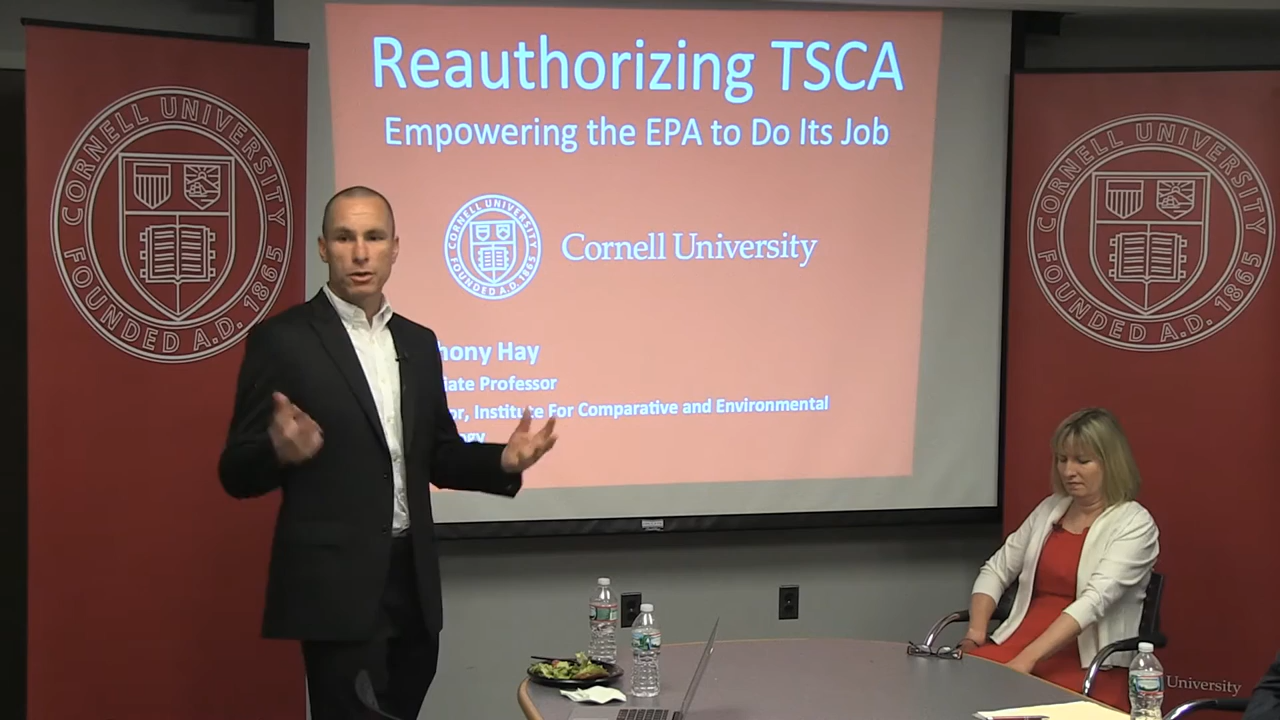 Reauthorizing TSCA
Empowering the EPA to Do Its Job
CORNELL UNIVERSITY
FOUNDED A.D. 1865
CORNELL UNIVERSITY
FOUNDED A.D. 1865
Cornell University
CORNELL UNIVERSITY
FOUNDED A.D. 1865
hony Hay
iate Professor
or, Institute For Comparative and Environmental
ogy
University